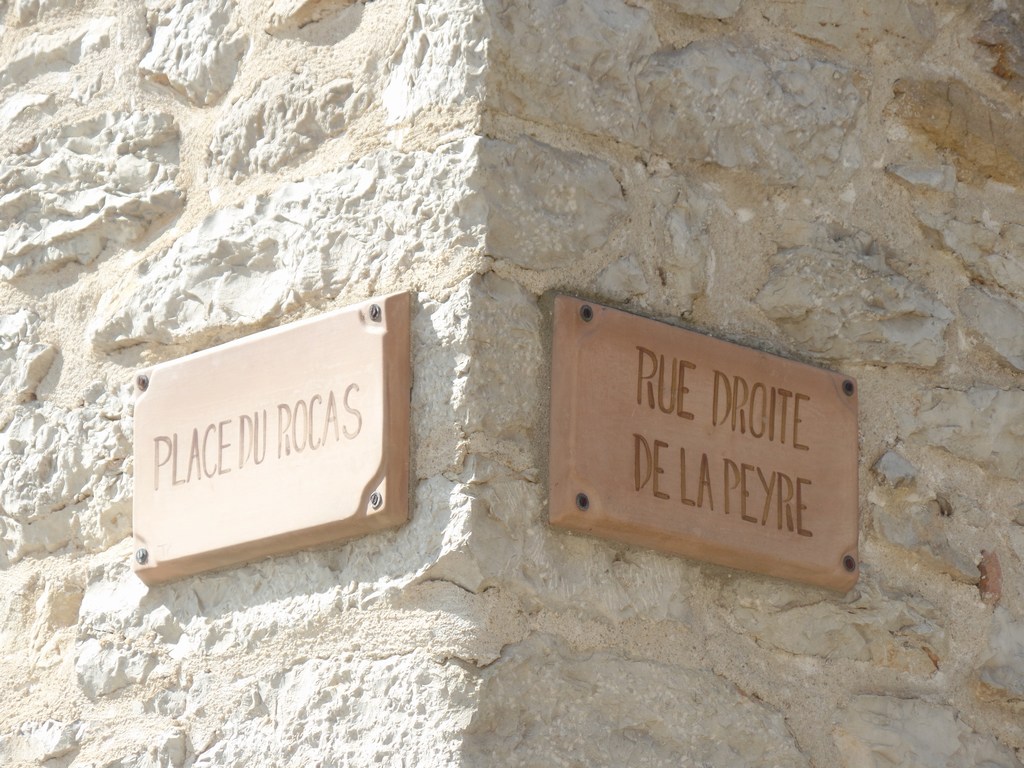 PLACE DU ROCAS
RUE DROITE
DE LA PEYRE